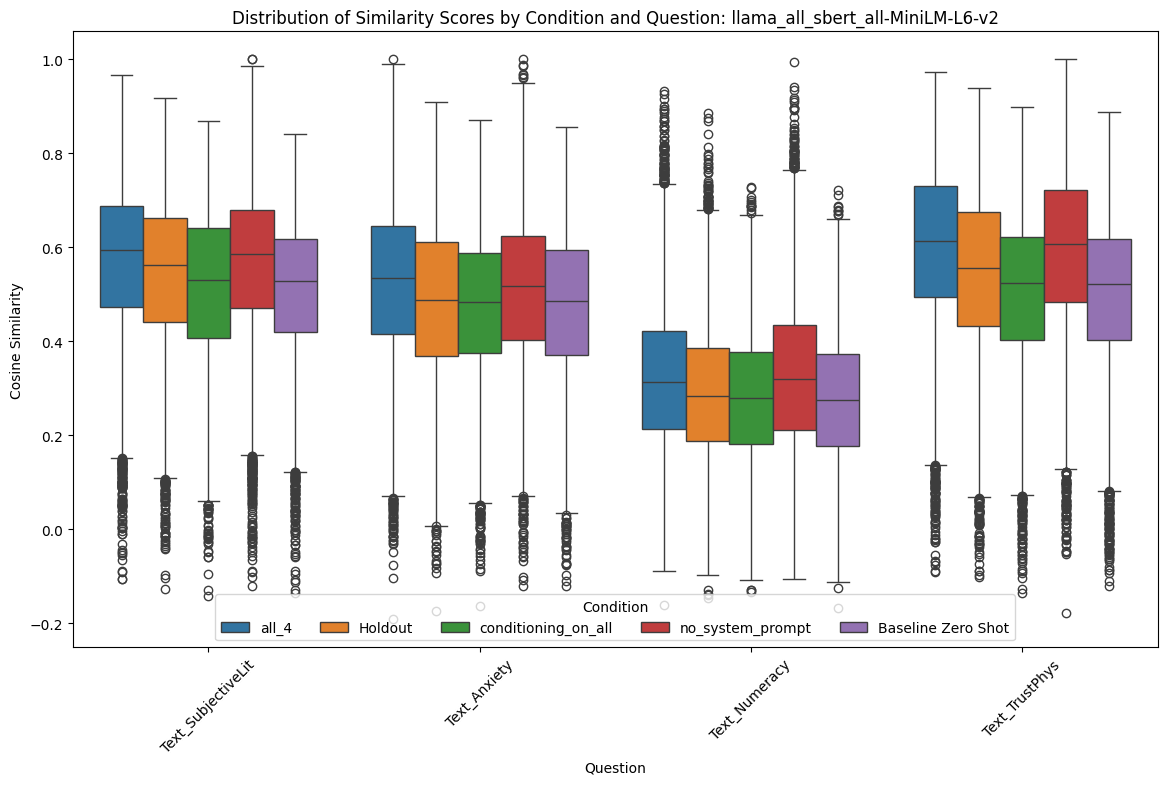 Distribution of Similarity Scores by Condition and Question: llama_all_sbert_all-MiniLM-L6-v2
Cosine Similarity
1.0
0.8
0.6
0.4
0.2
0.0
−0.2
Condition
all_4 Holdout conditioning_on_all no_system_prompt Baseline Zero Shot
Text_SubjectiveLit Text_Anxiety Text_Numeracy Text_TrustPhys
Question